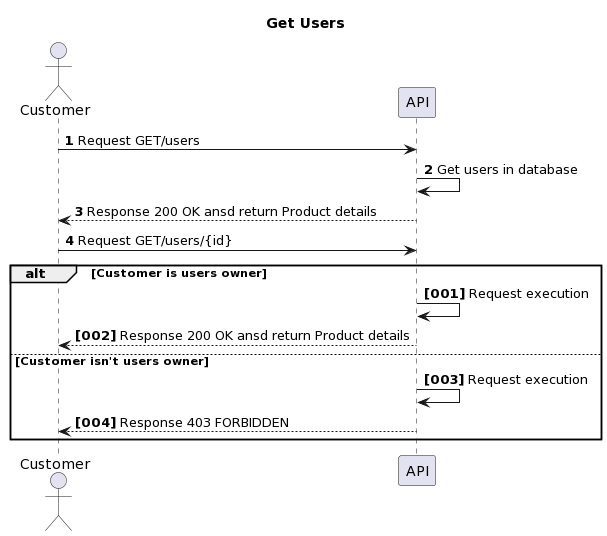 Get Users
Customer
API
1 Request GET/users
2 Get users in database
3 Response 200 OK ansd return Product details
4 Request GET/users/{id}
alt [Customer is users owner]
[001] Request execution
[002] Response 200 OK ansd return Product details
[Customer isn't users owner]
[003] Request execution
[004] Response 403 FORBIDDEN
Customer
API